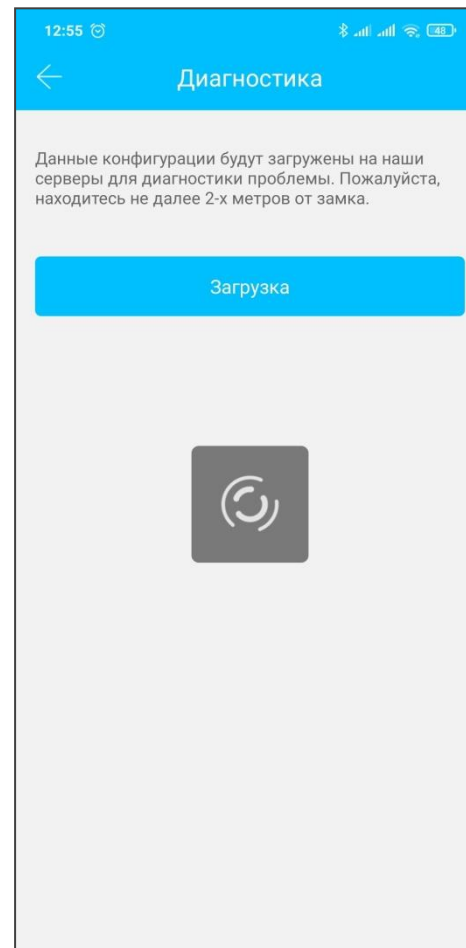 12:55
48
Диагностика
Данные конфигурации будут загружены на наши
серверы для диагностики проблемы. Пожалуйста,
находитесь не далее 2-х метров от замка.
Загрузка